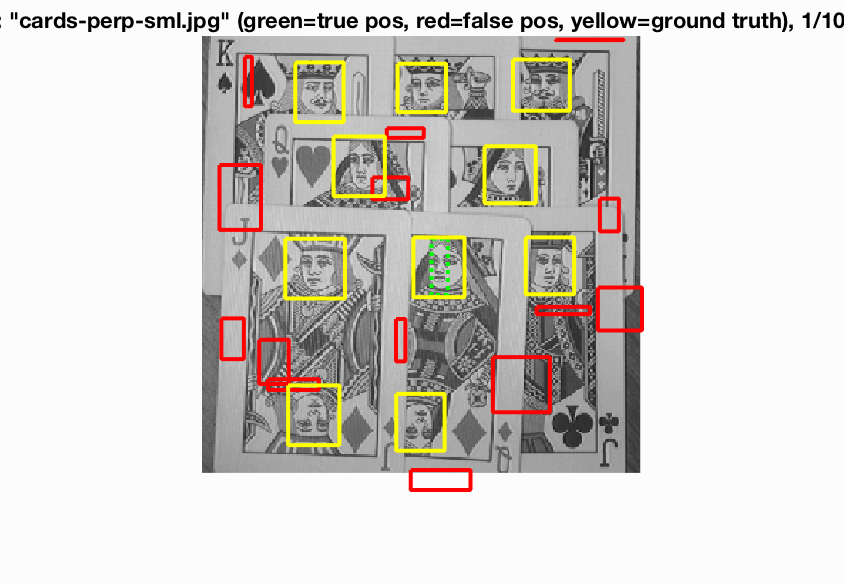 : "cards-perp-sml.jpg" (green=true pos, red=false pos, yellow=ground truth), 1/10
K
Q
J
J
Q
J